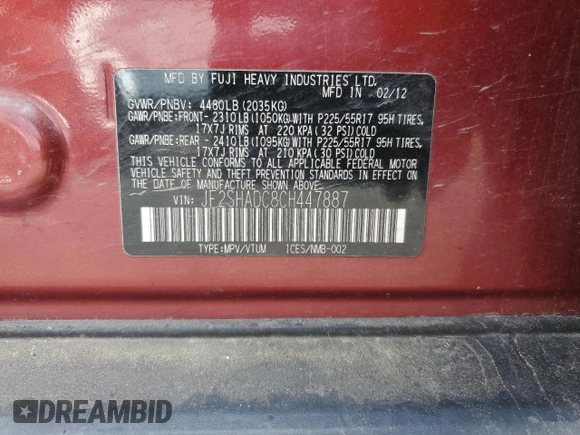 MFD BY FUJI HEAVY INDUSTRIES LTD.
MFD IN 02/12
GVWR/PNBV: 4480LB(2035KG)
GAWR/PNBE:FRONT- 2310LB(1050KG)WITH P225/55R17 95H TIRES,
17X7J RIMS AT 220 KPA(32 PSI)COLD
GAWR/PNBE:REAR - 2410LB(1095KG)WITH P225/55R17 95H TIRES,
17X7J RIMS AT 210 KPA(30 PSI)COLD
THIS VEHICLE CONFORMS TO ALL APPLICABLE FEDERAL MOTOR
VEHICLE SAFETY AND THEFT PREVENTION STANDARDS IN EFFECT
ON THE DATE OF MANUFACTURE SHOWN ABOVE.
VIN: JF2SHADC8CH447887
TYPE:MPV/VTUM ICES/NMB-002
DREAMBID